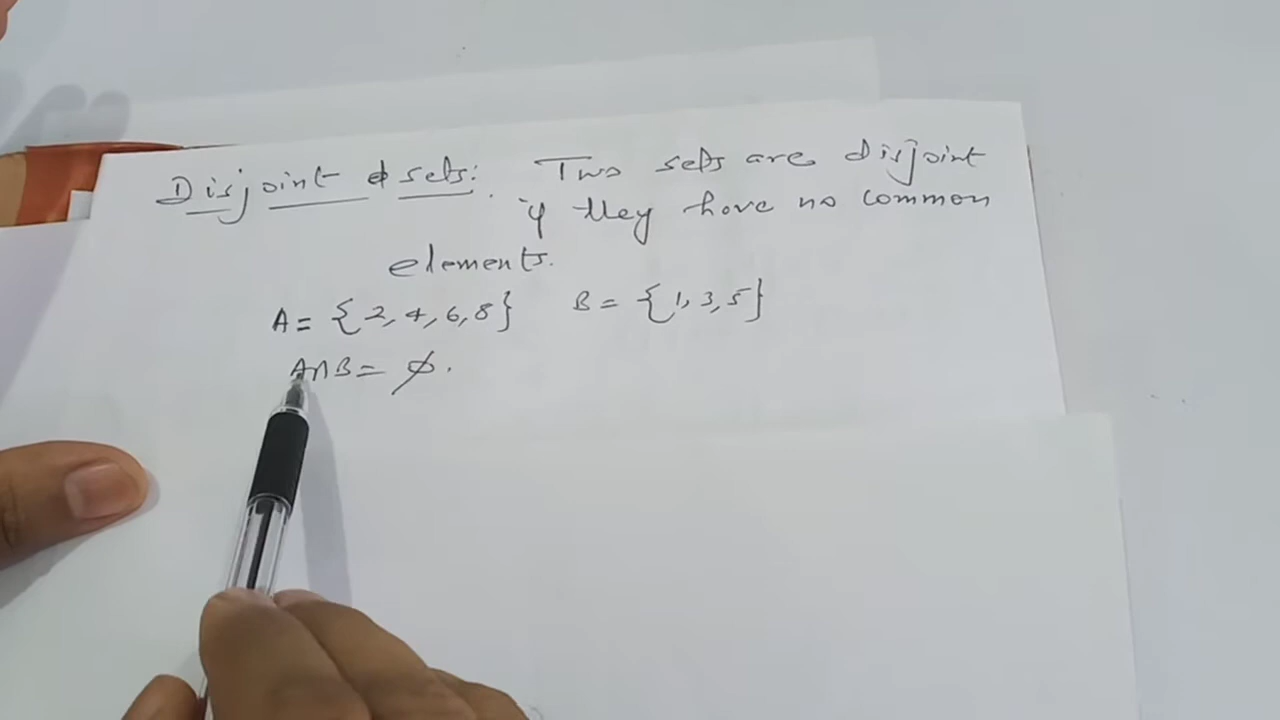 Disjoint sets: Two sets are disjoint
if they have no common
elements.
A = {2, 4, 6, 8} B = {1, 3, 5}
A∩B = ϕ.